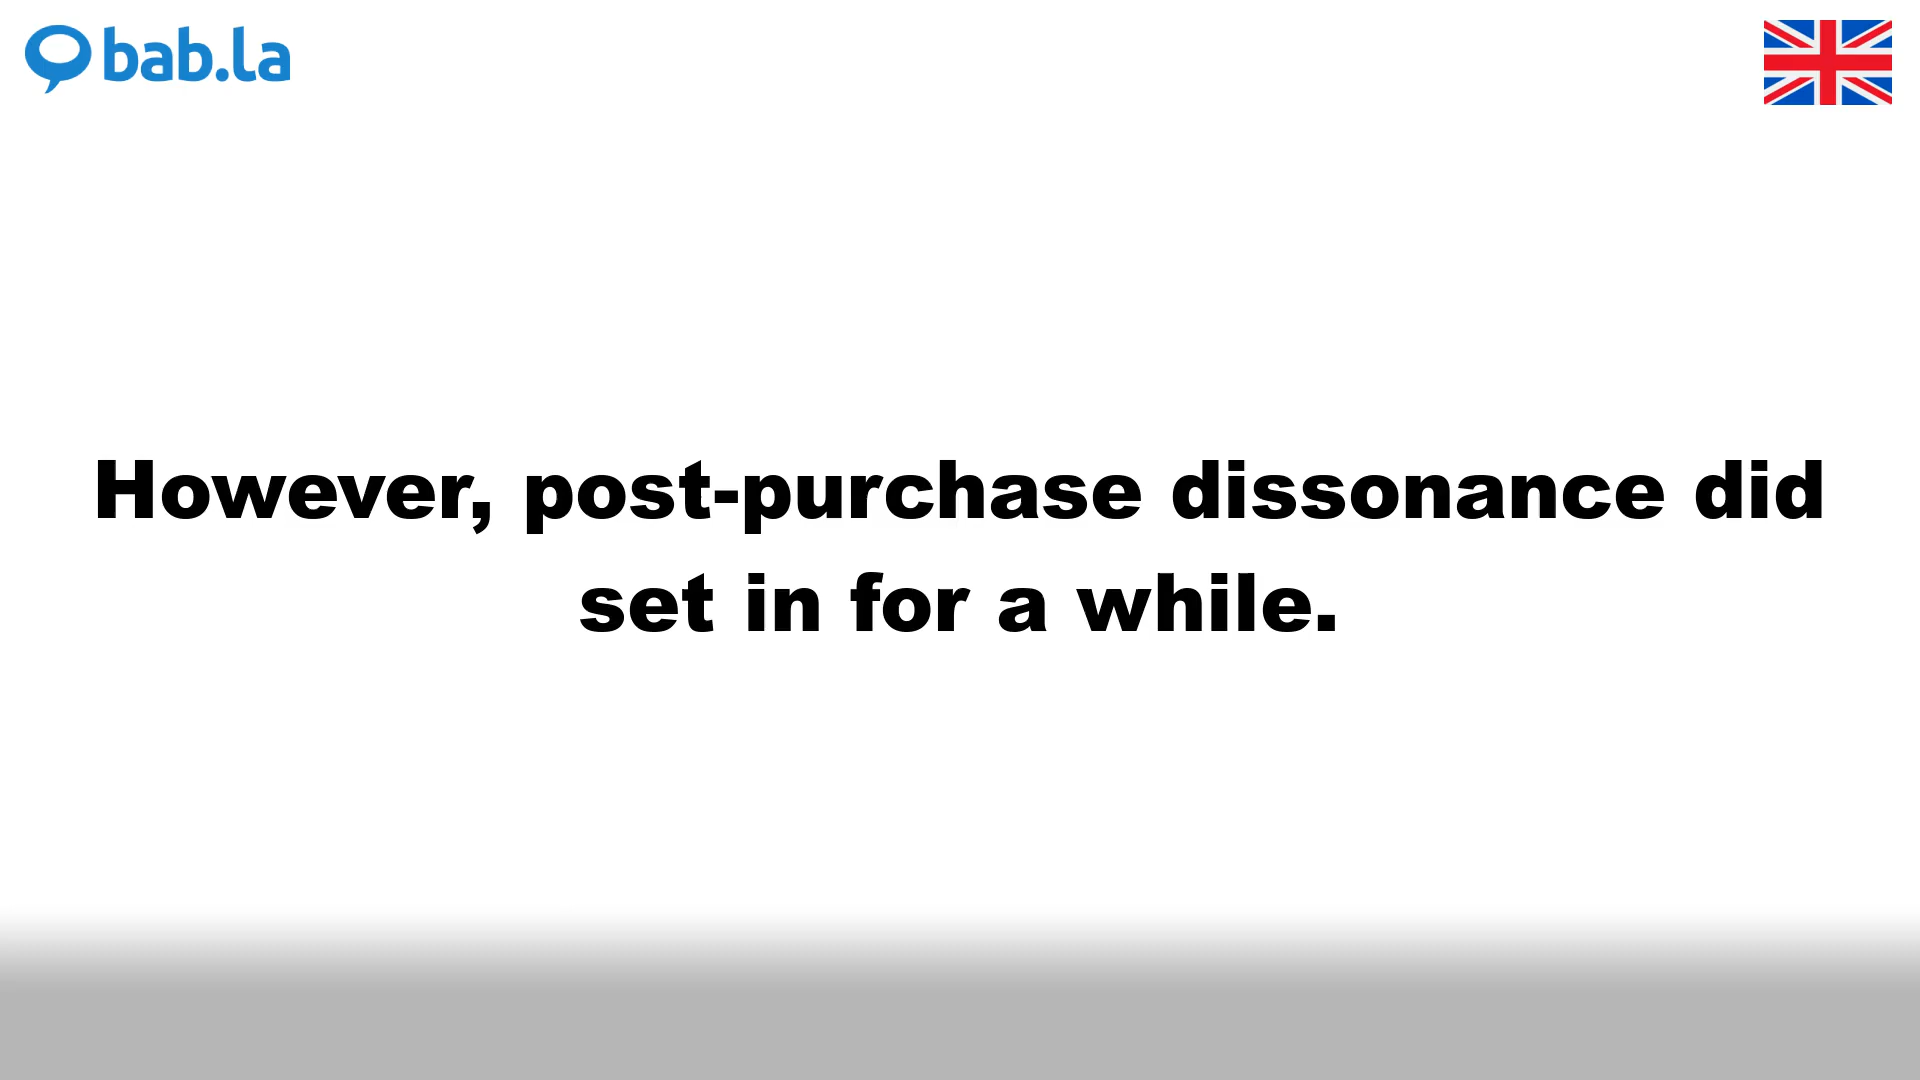 bab.la
However, post-purchase dissonance did
set in for a while.